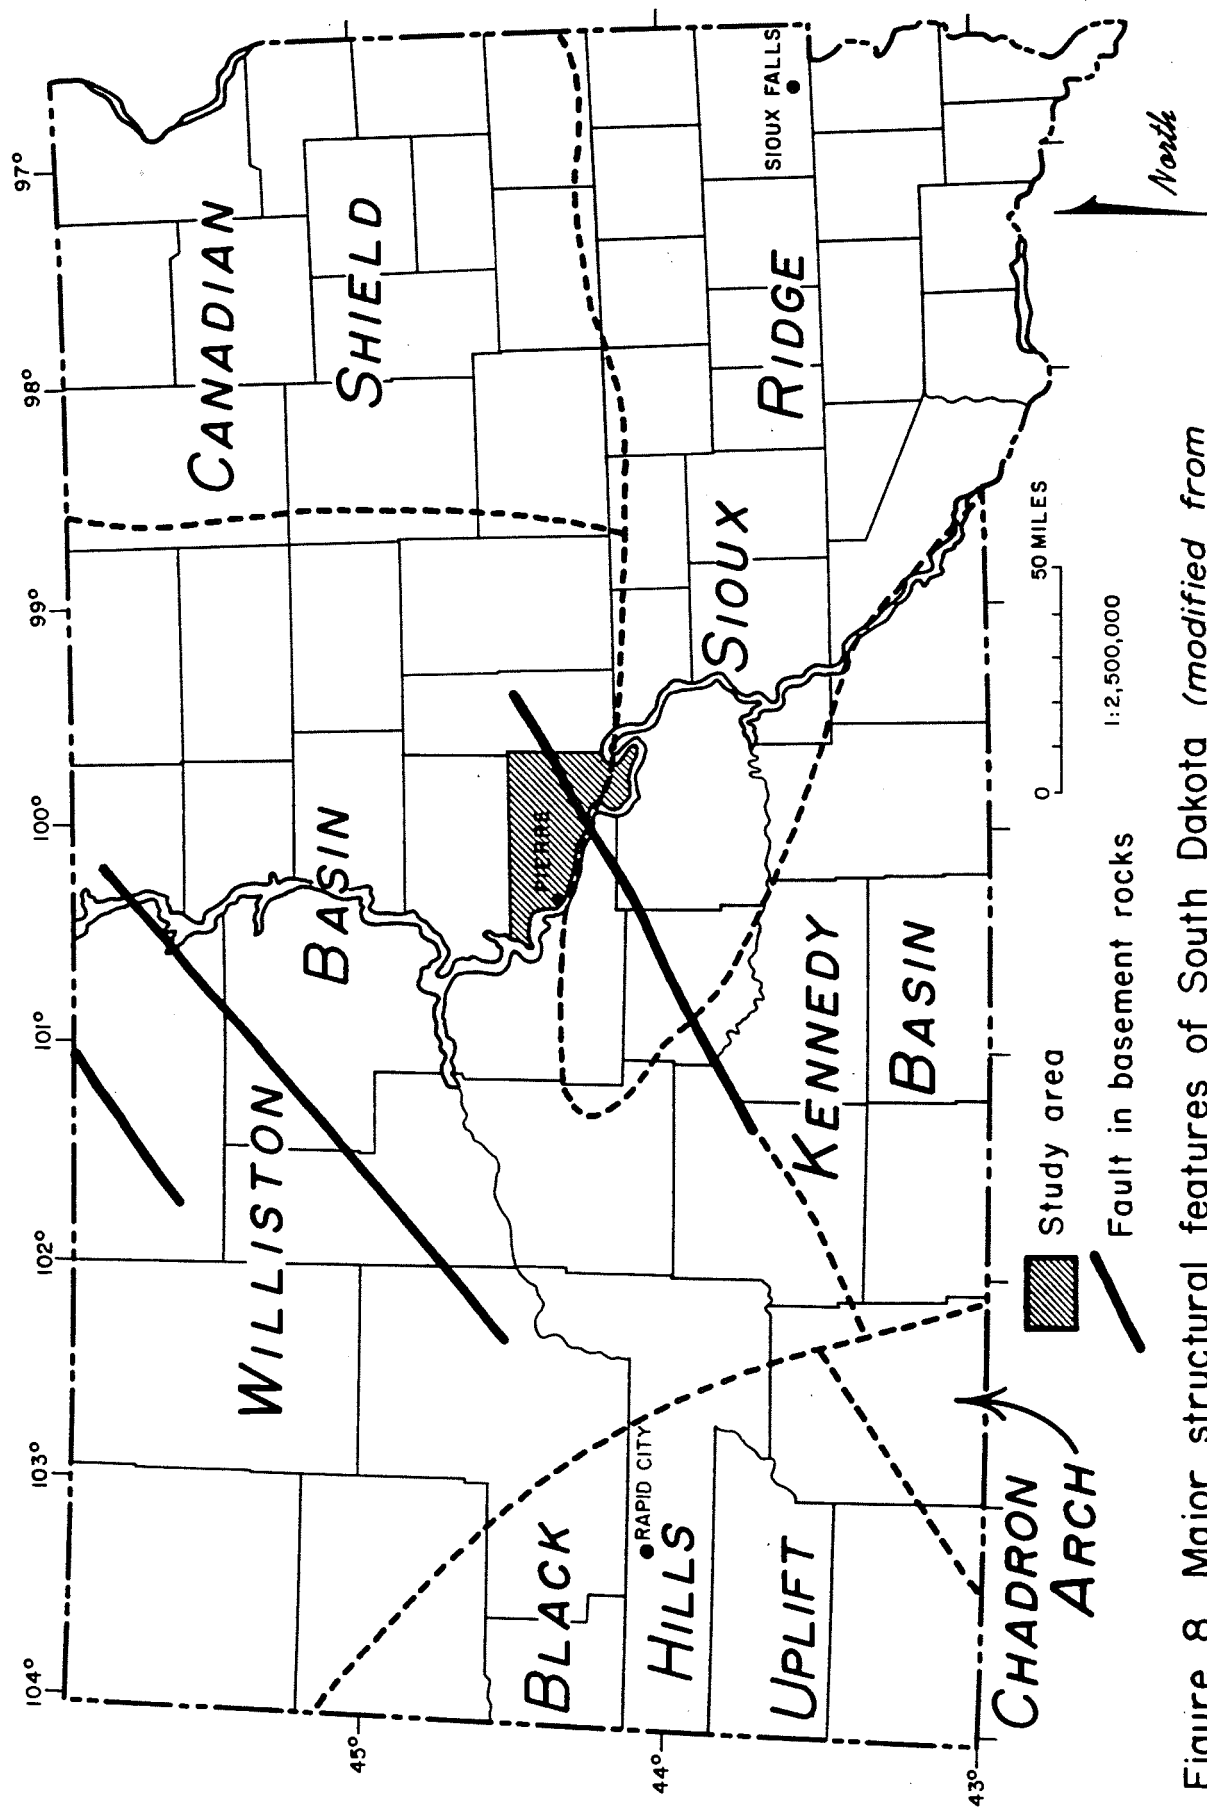 104° 103° 102° 101° 100° 99° 98° 97°
45°
44°
43°
CANADIAN
SHIELD
WILLISTON
BASIN
PIERRE
SIOUX
RIDGE
SIOUX FALLS
BLACK
HILLS
UPLIFT
RAPID CITY
KENNEDY
BASIN
CHADRON
ARCH
Study area
Fault in basement rocks
0 50 MILES
1:2,500,000
North
Figure 8. Major structural features of South Dakota (modified from